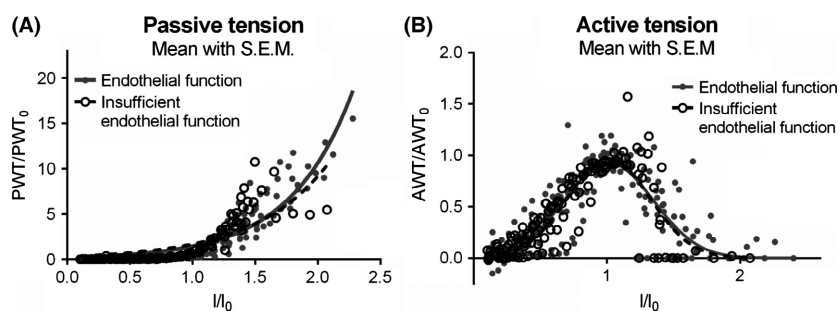 (A)
Passive tension
Mean with S.E.M.
20
15
10
5
0
PWT/PWT₀
Endothelial function
Insufficient
endothelial function
0.0
0.5
1.0
1.5
2.0
2.5
I/I₀
(B)
Active tension
Mean with S.E.M
2.0
1.5
1.0
0.5
0.0
AWT/AWT₀
Endothelial function
Insufficient
endothelial function
1
2
I/I₀